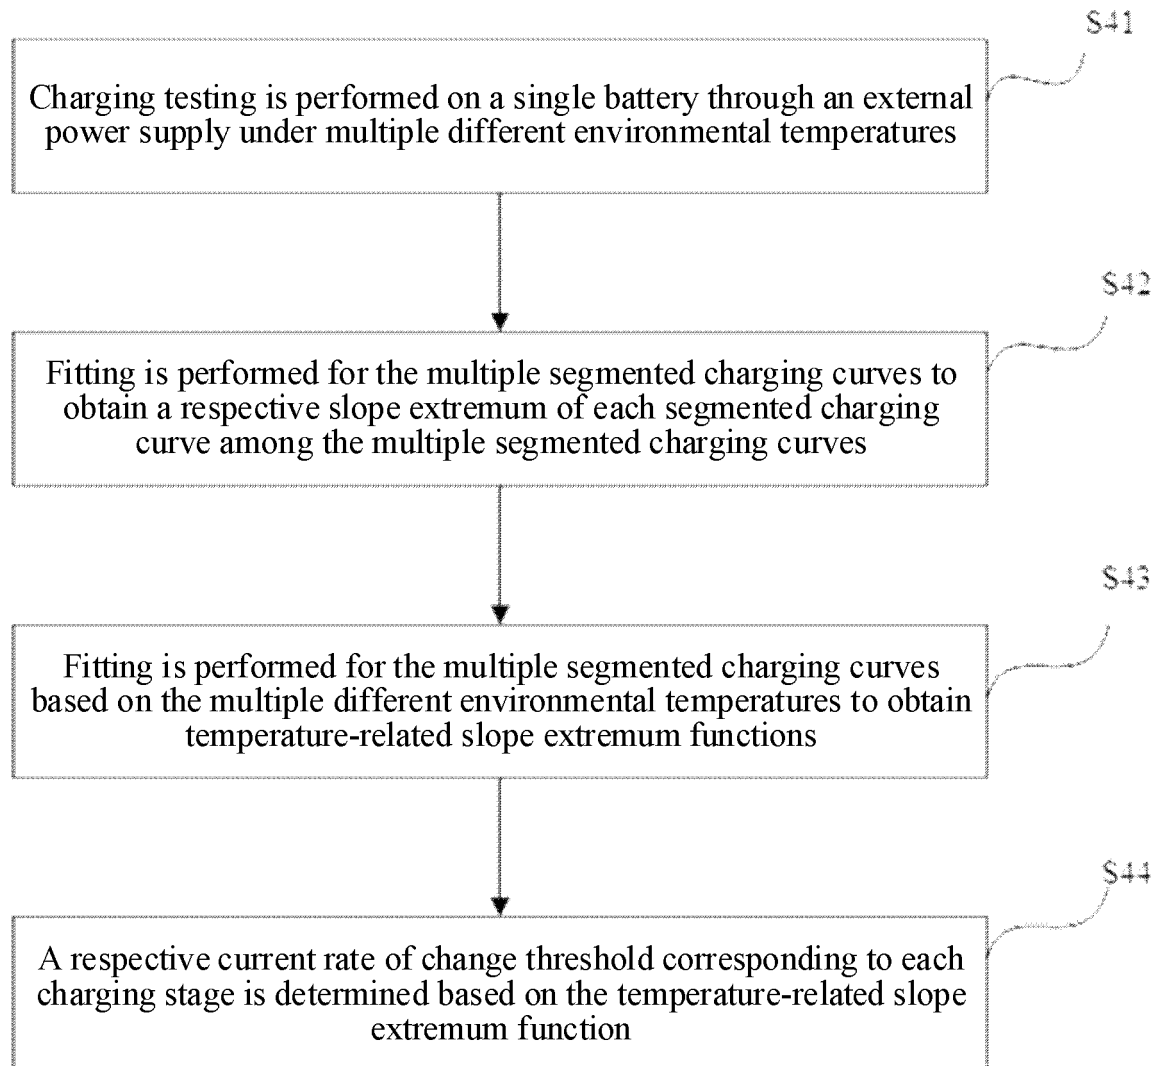 S41
Charging testing is performed on a single battery through an external
power supply under multiple different environmental temperatures
S42
Fitting is performed for the multiple segmented charging curves to
obtain a respective slope extremum of each segmented charging
curve among the multiple segmented charging curves
S43
Fitting is performed for the multiple segmented charging curves
based on the multiple different environmental temperatures to obtain
temperature-related slope extremum functions
S44
A respective current rate of change threshold corresponding to each
charging stage is determined based on the temperature-related slope
extremum function